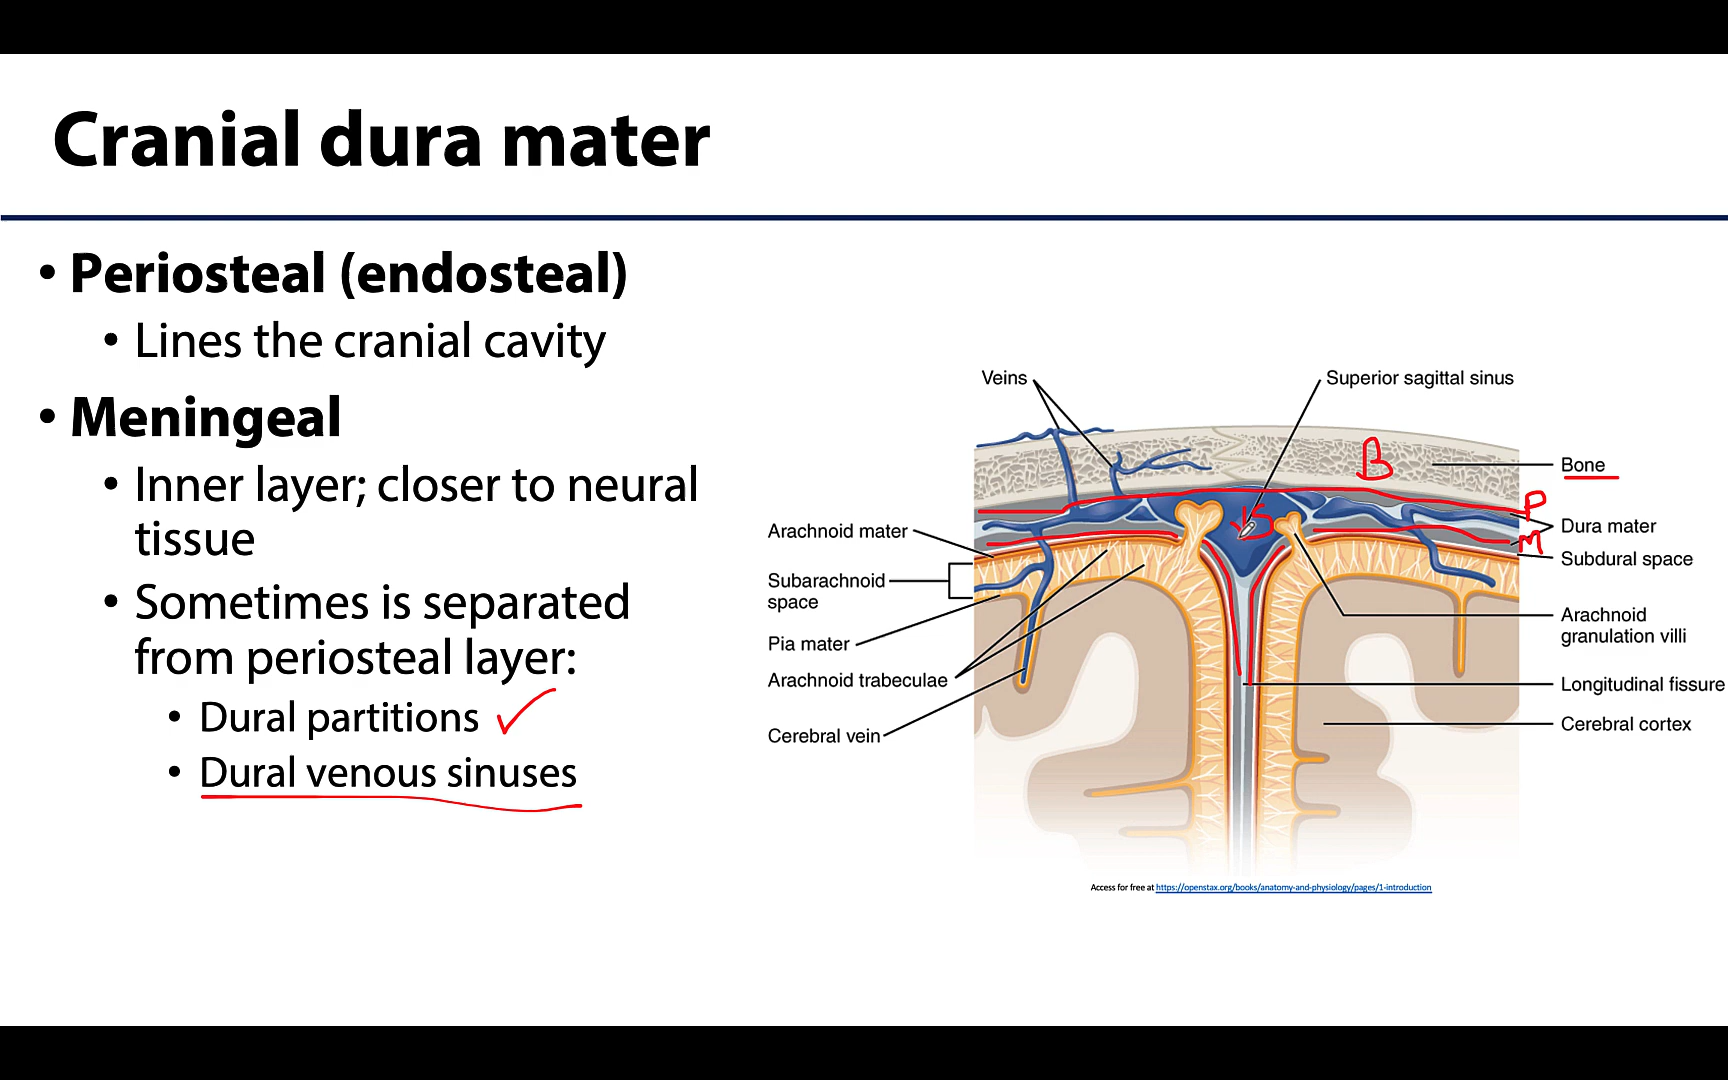 Cranial dura mater
• Periosteal (endosteal)
• Lines the cranial cavity
• Meningeal
• Inner layer; closer to neural
tissue
• Sometimes is separated
from periosteal layer:
• Dural partitions
• Dural venous sinuses
Veins
Superior sagittal sinus
B
Bone
P
Arachnoid mater
S
Dura mater
M
Subdural space
Subarachnoid
space
Arachnoid
granulation villi
Pia mater
Arachnoid trabeculae
Longitudinal fissure
Cerebral vein
Cerebral cortex
Access for free at https://openstax.org/books/anatomy-and-physiology/pages/1-introduction